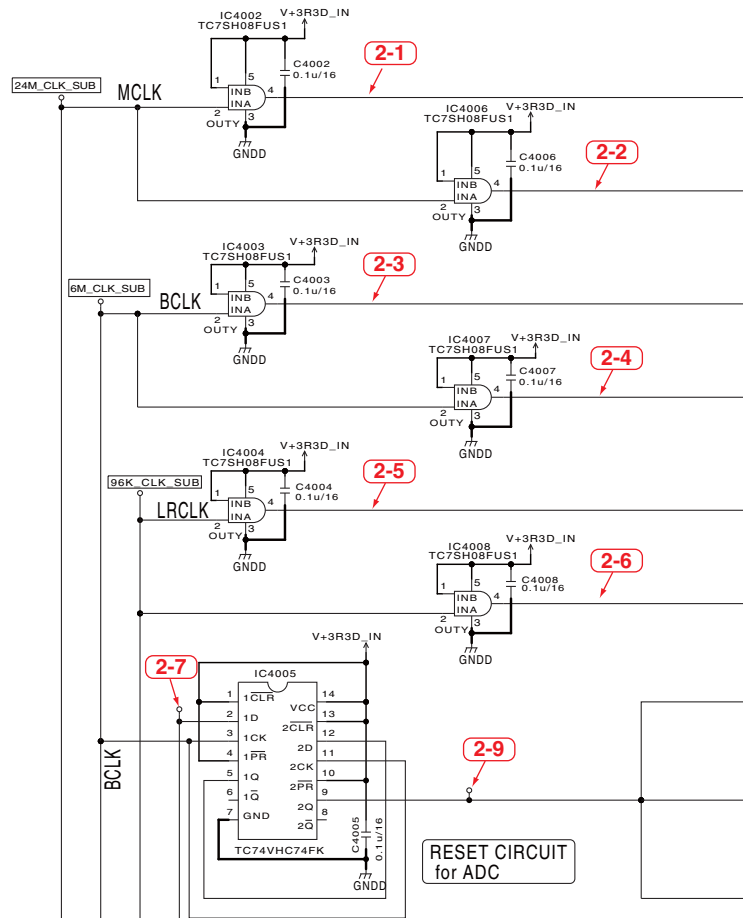 IC4002
TC7SH08FUS1
V+3R3D_IN
C4002
0.1u/16
1
5
INB
INA
4
2
3
OUTY
GNDD
2-1
24M_CLK_SUB
MCLK
IC4006
TC7SH08FUS1
V+3R3D_IN
C4006
0.1u/16
1
5
INB
INA
4
2
3
OUTY
GNDD
2-2
IC4003
TC7SH08FUS1
V+3R3D_IN
C4003
0.1u/16
1
5
INB
INA
4
2
3
OUTY
GNDD
2-3
6M_CLK_SUB
BCLK
IC4007
TC7SH08FUS1
V+3R3D_IN
C4007
0.1u/16
1
5
INB
INA
4
2
3
OUTY
GNDD
2-4
IC4004
TC7SH08FUS1
V+3R3D_IN
C4004
0.1u/16
1
5
INB
INA
4
2
3
OUTY
GNDD
2-5
96K_CLK_SUB
LRCLK
IC4008
TC7SH08FUS1
V+3R3D_IN
C4008
0.1u/16
1
5
INB
INA
4
2
3
OUTY
GNDD
2-6
V+3R3D_IN
2-7
IC4005
1 1C̅L̅R̅ VCC 14
2 1D 2C̅L̅R̅ 13
3 1CK 2D 12
4 1P̅R̅ 2CK 11
5 1Q 2P̅R̅ 10
6 1Q̅ 2Q 9
7 GND 2Q̅ 8
TC74VHC74FK
C4005
0.1u/16
GNDD
BCLK
2-9
RESET CIRCUIT
for ADC